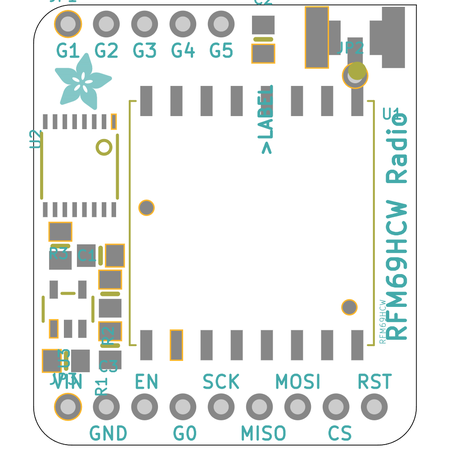 C2
G1 G2 G3 G4 G5
JP2
>LABEL
U1
U2
RFM69HCW Radio
RFM69HCW
R3 C1
R2
C3
R1
VIN EN SCK MOSI RST
GND G0 MISO CS